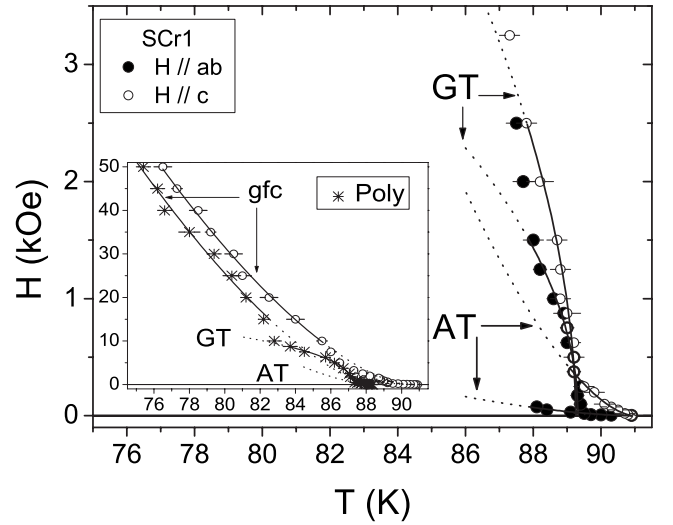 SCr1
H // ab
H // c
GT
AT
gfc
Poly
GT
AT
50
40
30
20
10
0
76 78 80 82 84 86 88 90
3
2
1
0
H (kOe)
76 78 80 82 84 86 88 90
T (K)